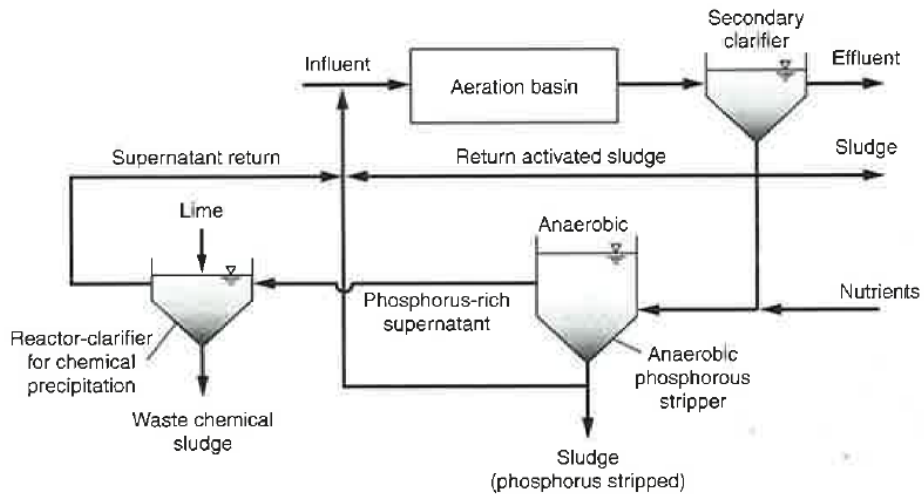 Secondary
clarifier
Influent
Effluent
Aeration basin
Supernatant return
Return activated sludge
Sludge
Lime
Anaerobic
Nutrients
Phosphorus-rich
supernatant
Reactor-clarifier
for chemical
precipitation
Anaerobic
phosphorous
stripper
Waste chemical
sludge
Sludge
(phosphorus stripped)